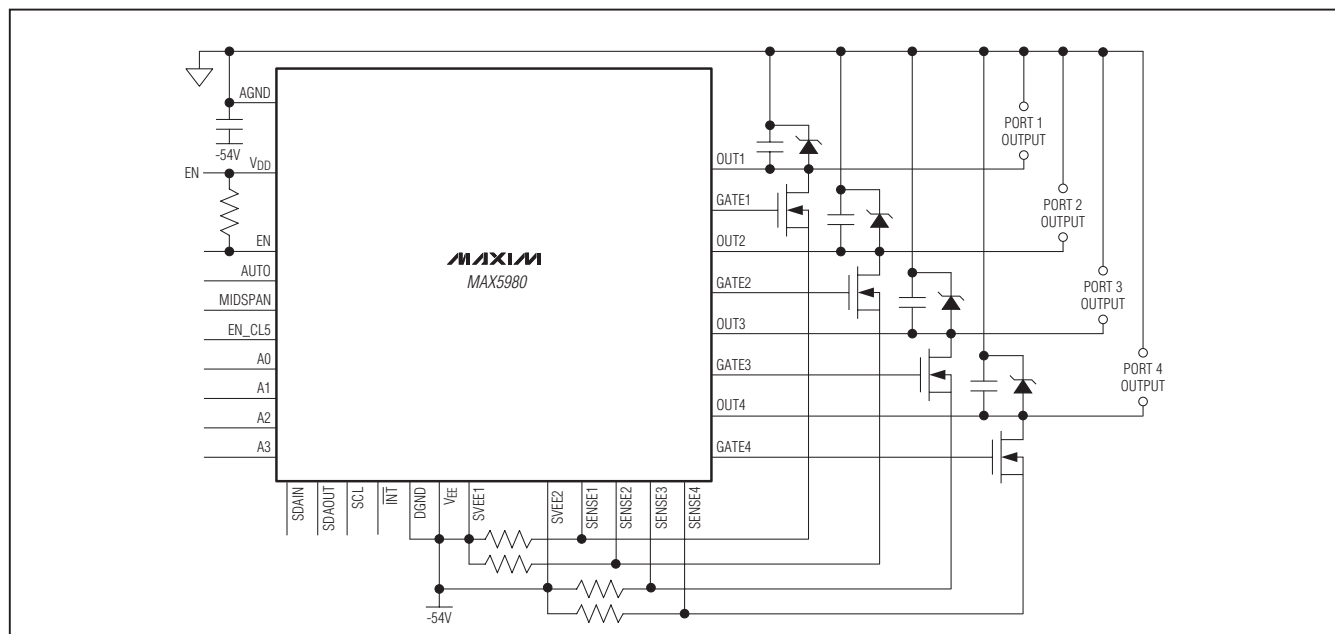 AGND
-54V
EN
VDD
EN
AUTO
MIDSPAN
EN_CL5
A0
A1
A2
A3
MAXIM
MAX5980
OUT1
GATE1
OUT2
GATE2
OUT3
GATE3
OUT4
GATE4
PORT 1
OUTPUT
PORT 2
OUTPUT
PORT 3
OUTPUT
PORT 4
OUTPUT
SDAIN
SDAOUT
SCL
INT
DGND
VEE
SVEE1
SVEE2
SENSE1
SENSE2
SENSE3
SENSE4
-54V